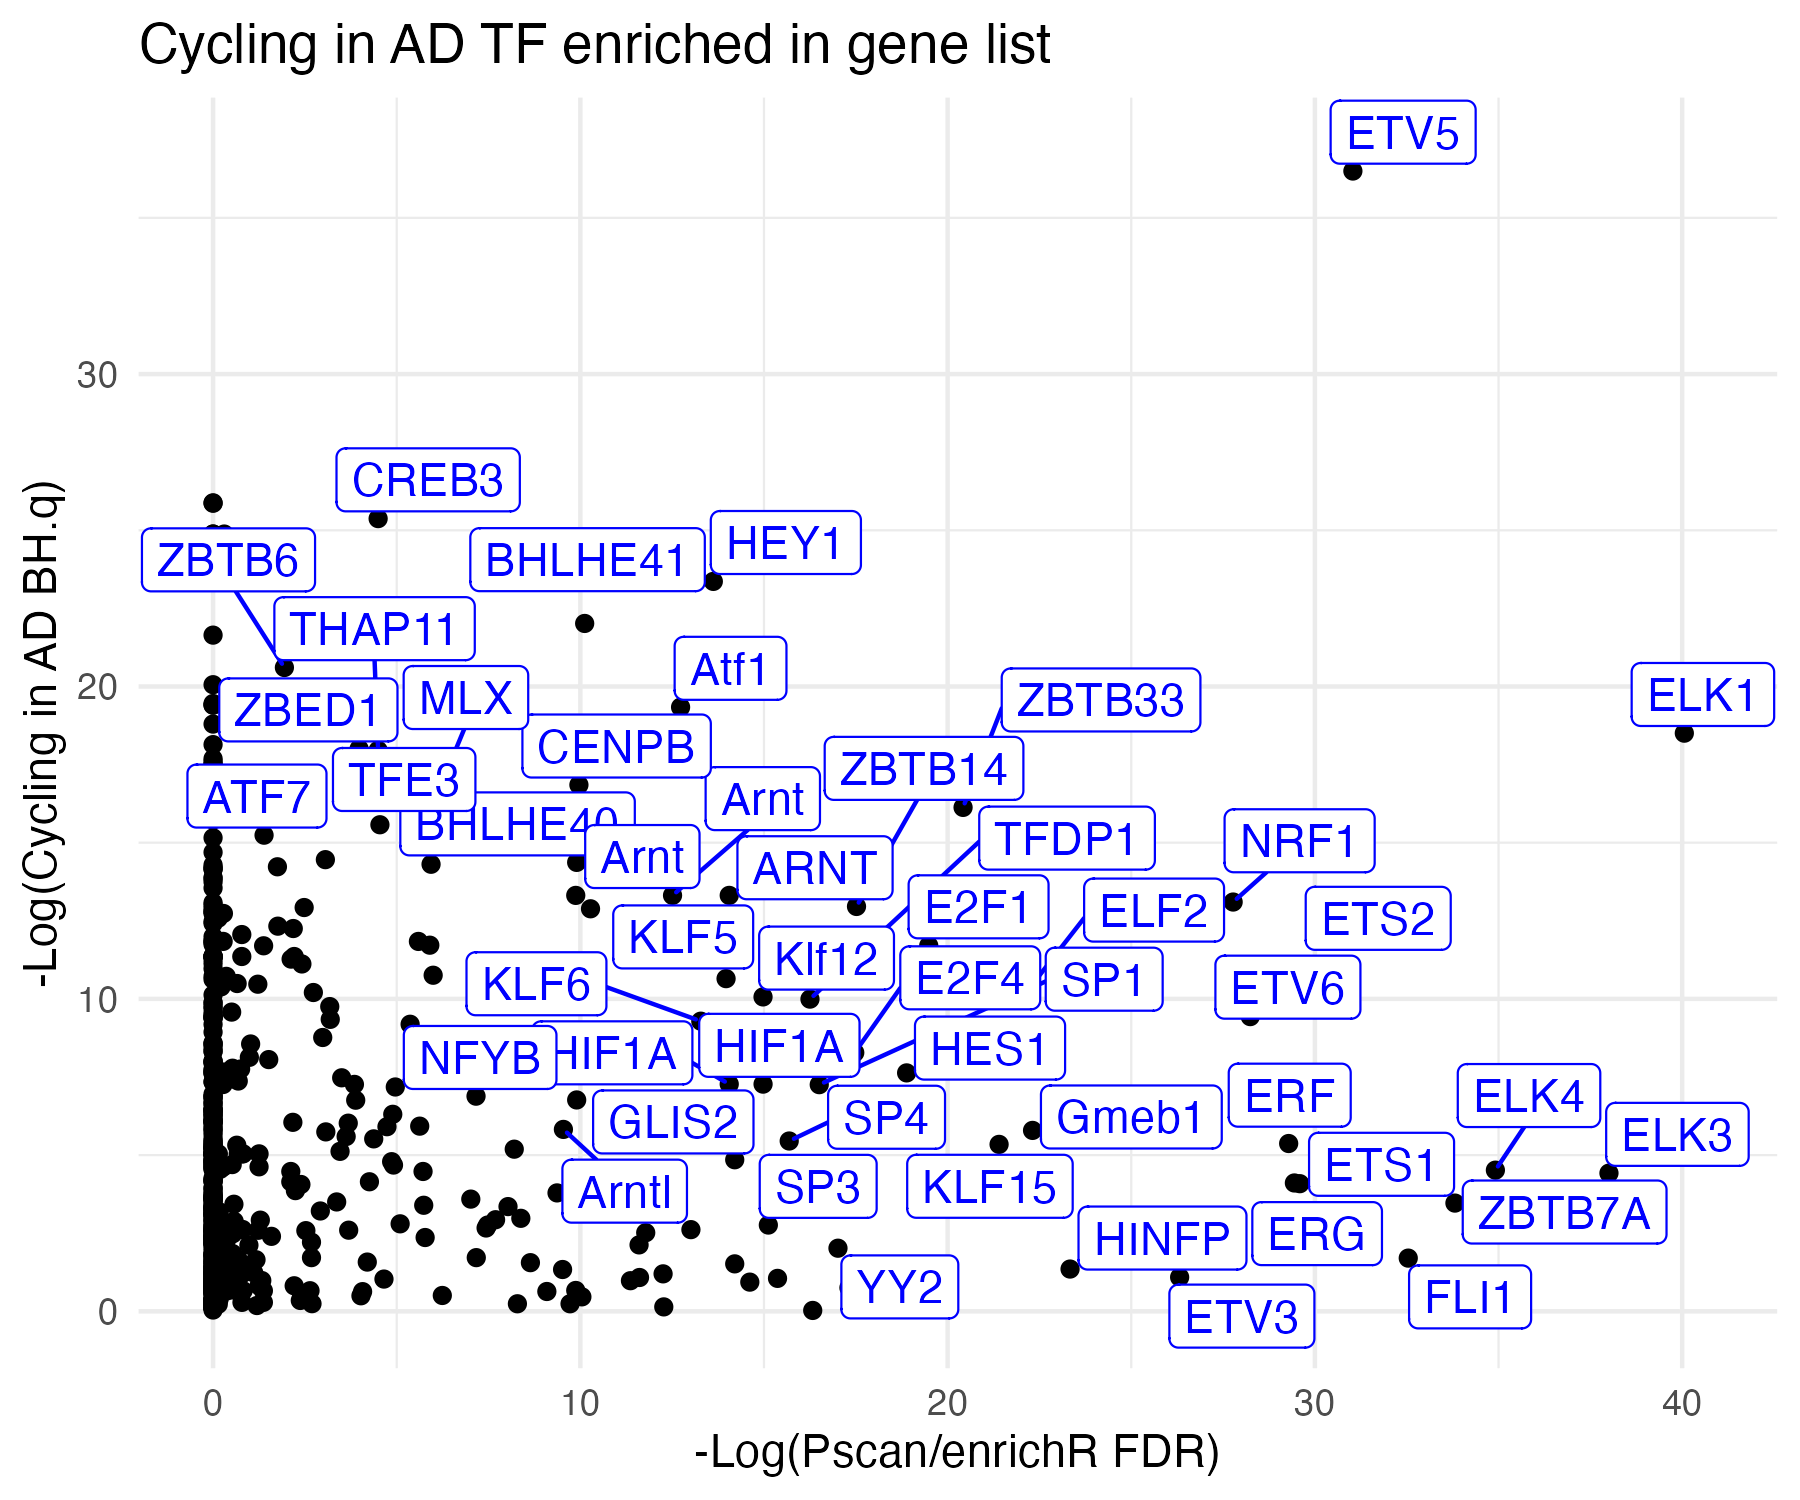 Cycling in AD TF enriched in gene list
ETV5
30
CREB3
HEY1
ZBTB6
BHLHE41
THAP11
Atf1
20
ZBED1
MLX
ZBTB33
ELK1
CENPB
ZBTB14
ATF7
TFE3
Arnt
BHLHE40
TFDP1
NRF1
Arnt
ARNT
E2F1
ELF2
ETS2
KLF5
Klf12
KLF6
E2F4
SP1
ETV6
10
NFYB
HIF1A
HIF1A
HES1
GLIS2
SP4
Gmeb1
ERF
ELK4
ELK3
Arntl
SP3
KLF15
ETS1
ZBTB7A
HINFP
ERG
YY2
ETV3
FLI1
0
-Log(Cycling in AD BH.q)
0
10
20
30
40
-Log(Pscan/enrichR FDR)